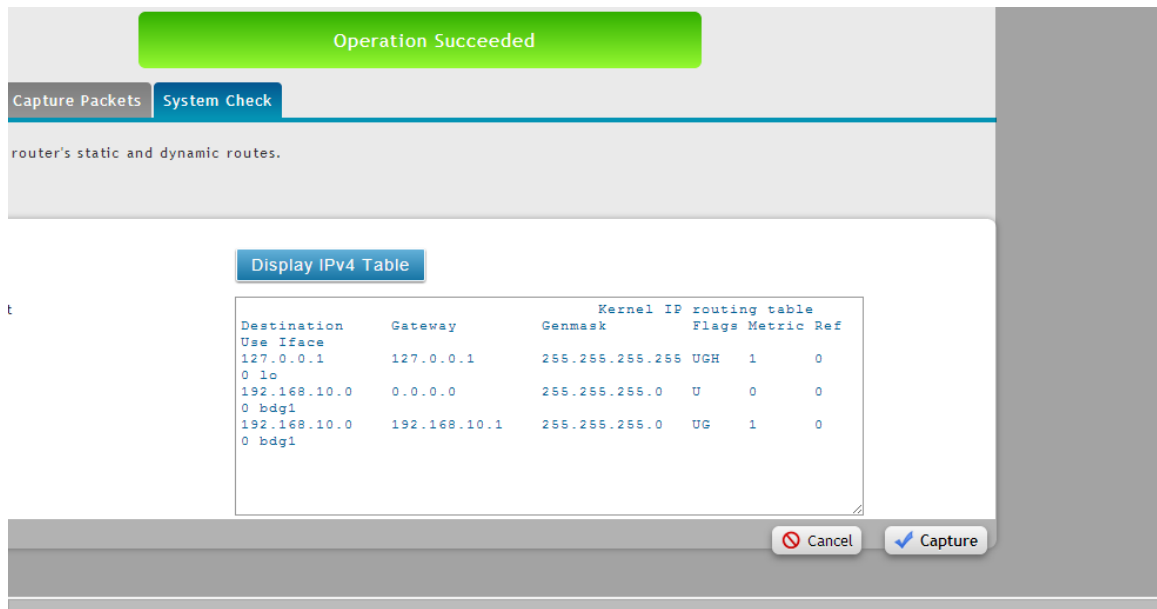 Operation Succeeded
Capture Packets System Check
router's static and dynamic routes.
Display IPv4 Table
t
Kernel IP routing table
Destination Gateway Genmask Flags Metric Ref
Use Iface
127.0.0.1 127.0.0.1 255.255.255.255 UGH 1 0
0 lo
192.168.10.0 0.0.0.0 255.255.255.0 U 0 0
0 bdg1
192.168.10.0 192.168.10.1 255.255.255.0 UG 1 0
0 bdg1
Cancel Capture